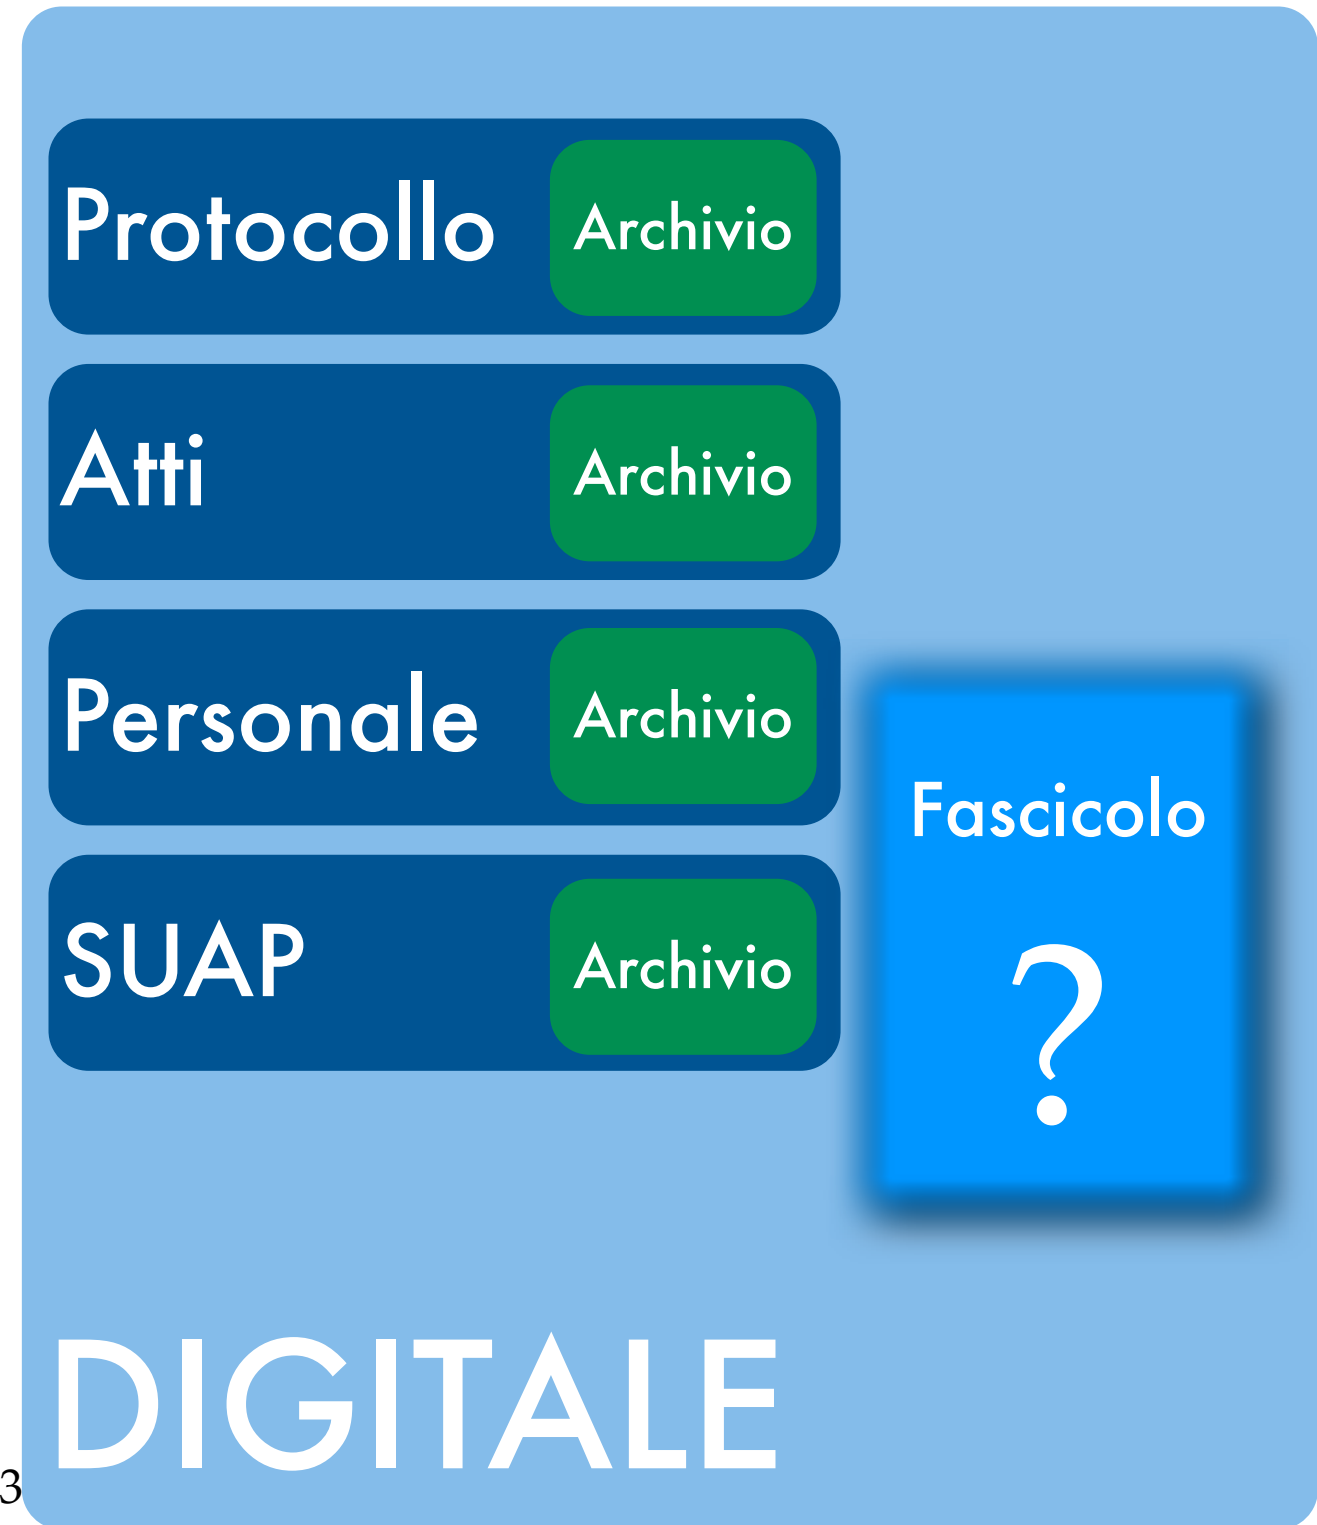 Protocollo
Archivio
Atti
Archivio
Personale
Archivio
SUAP
Archivio
Fascicolo
?
DIGITALE
3